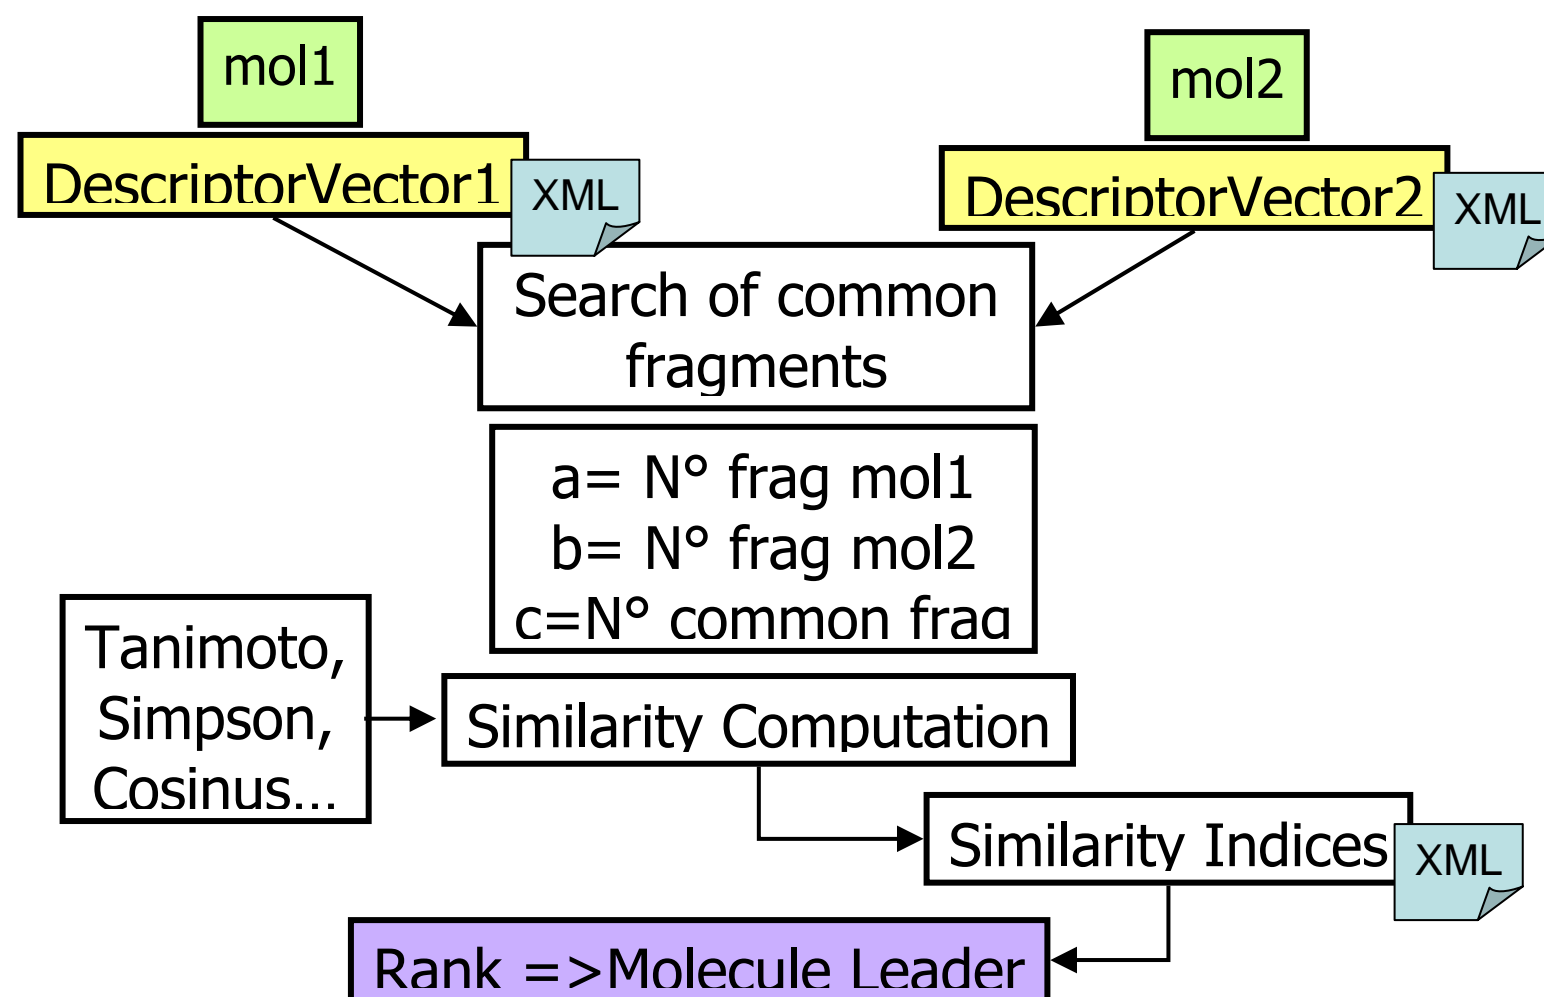 mol1
mol2
DescriptorVector1
XML
DescriptorVector2
XML
Search of common
fragments
a= N° frag mol1
b= N° frag mol2
c=N° common frag
Tanimoto,
Simpson,
Cosinus...
Similarity Computation
Similarity Indices
XML
Rank =>Molecule Leader